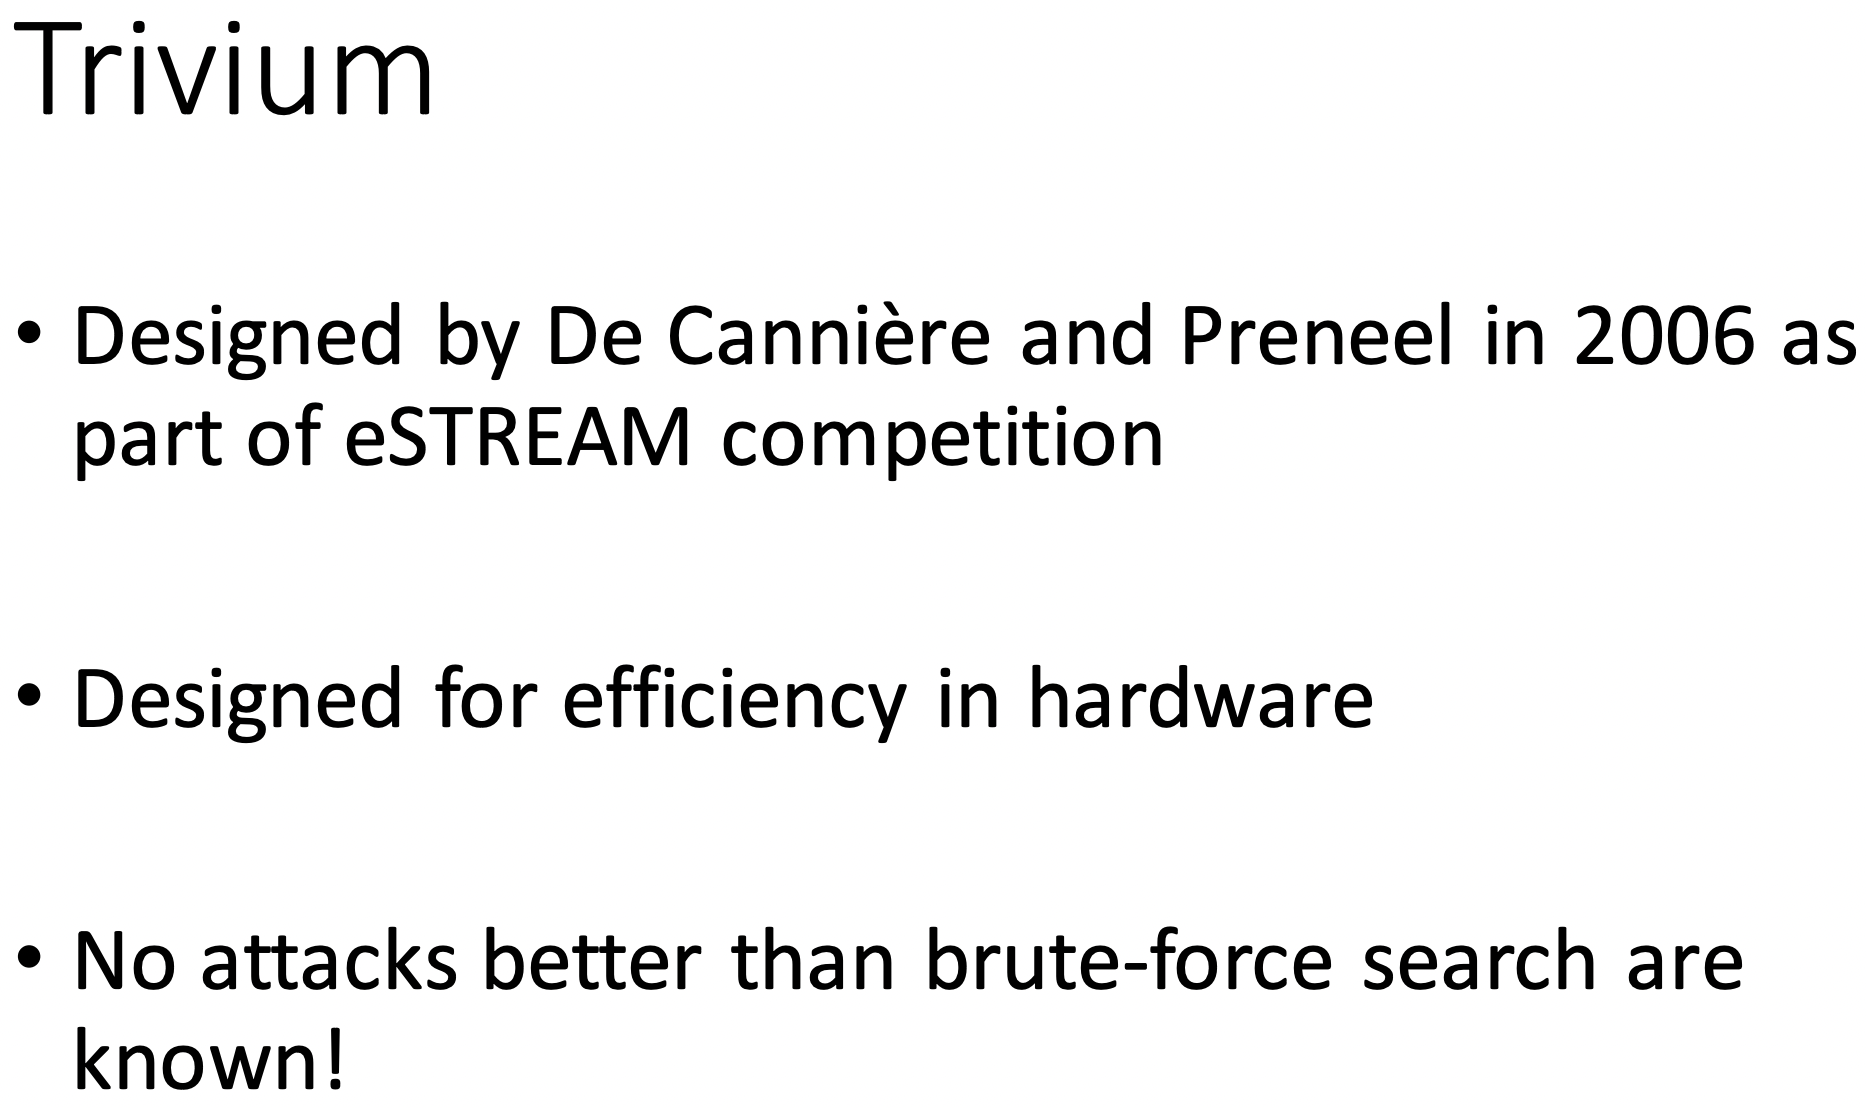 Trivium
• Designed by De Cannière and Preneel in 2006 as
part of eSTREAM competition
• Designed for efficiency in hardware
• No attacks better than brute-force search are
known!